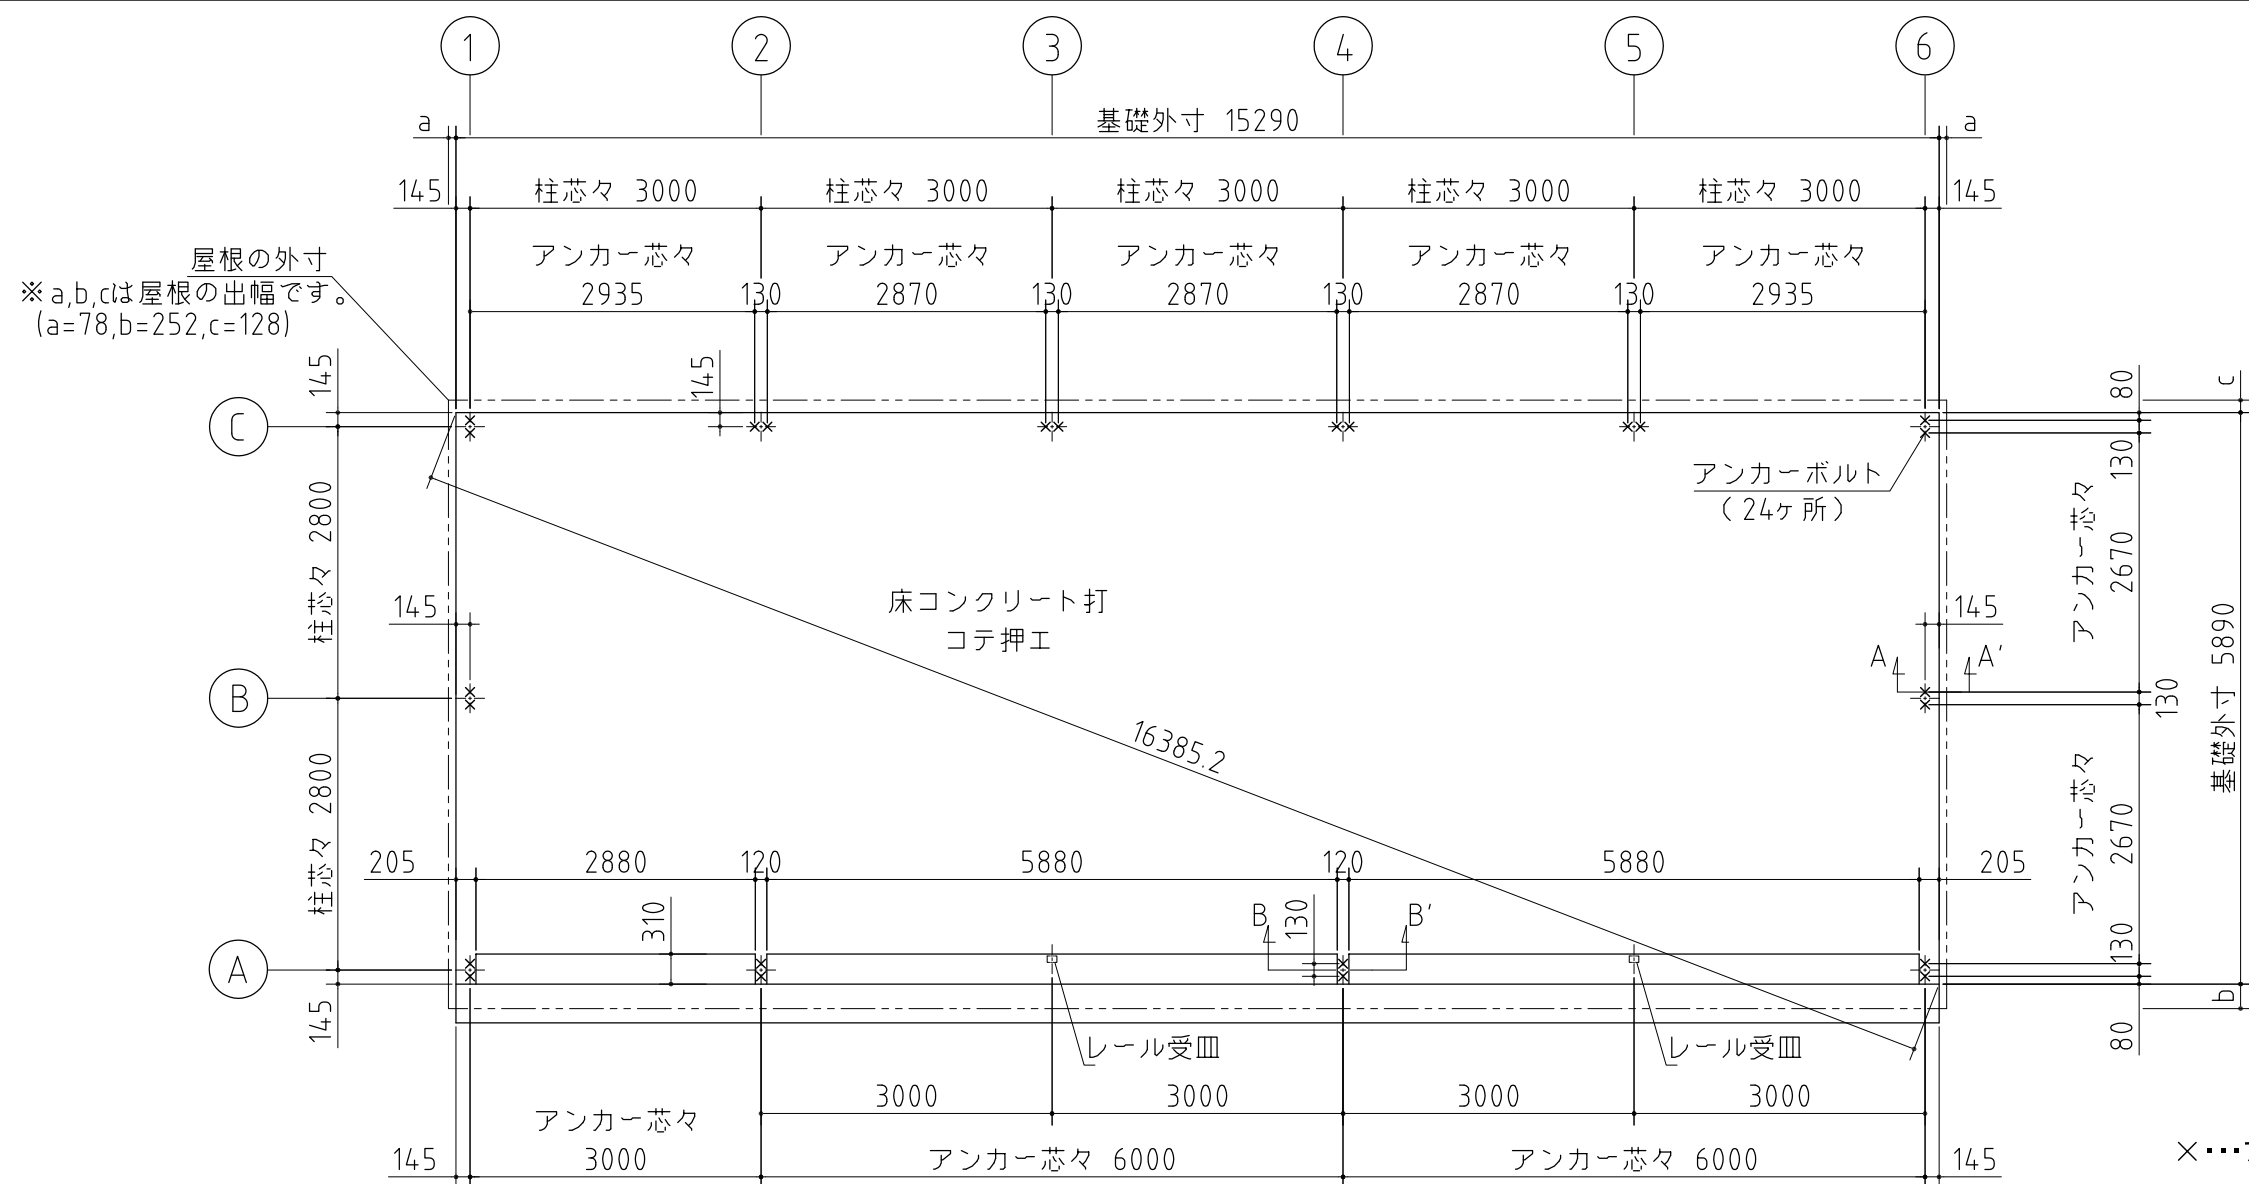 1 2 3 4 5 6
a 基礎外寸 15290 a
145 柱芯々 3000 柱芯々 3000 柱芯々 3000 柱芯々 3000 柱芯々 3000 145
アンカー芯々 アンカー芯々 アンカー芯々 アンカー芯々 アンカー芯々
2935 130 2870 130 2870 130 2870 130 2935
屋根の外寸
※a,b,cは屋根の出幅です。
(a=78,b=252,c=128)
145
145
80
c
C
130
アンカーボルト
(24ケ所)
柱芯々 2800
アンカー芯々
2670
床コンクリート打
コテ押エ
145
145
A A'
B
130
基礎外寸 5890
16385.2
柱芯々 2800
アンカー芯々
2670
205 2880 120 5880 120 5880 205
310
B 130 B'
130
A
145
b
80
レール受皿 レール受皿
3000 3000 3000 3000
アンカー芯々
145 3000 アンカー芯々 6000 アンカー芯々 6000 145
×